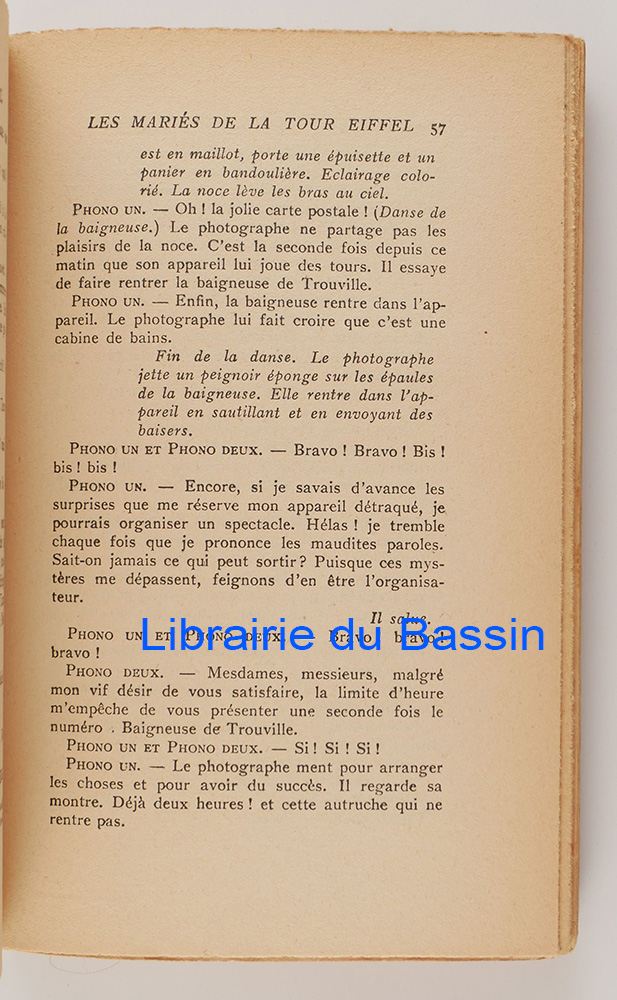 LES MARIÉS DE LA TOUR EIFFEL 57
est en maillot, porte une épuisette et un
panier en bandoulière. Eclairage colo-
rié. La noce lève les bras au ciel.
PHONO UN. — Oh ! la jolie carte postale ! (Danse de
la baigneuse.) Le photographe ne partage pas les
plaisirs de la noce. C'est la seconde fois depuis ce
matin que son appareil lui joue des tours. Il essaye
de faire rentrer la baigneuse de Trouville.
PHONO UN. — Enfin, la baigneuse rentre dans l'ap-
pareil. Le photographe lui fait croire que c'est une
cabine de bains.
Fin de la danse. Le photographe
jette un peignoir éponge sur les épaules
de la baigneuse. Elle rentre dans l'ap-
pareil en sautillant et en envoyant des
baisers.
PHONO UN ET PHONO DEUX. — Bravo ! Bravo ! Bis !
bis ! bis !
PHONO UN. — Encore, si je savais d'avance les
surprises que me réserve mon appareil détraqué, je
pourrais organiser un spectacle. Hélas ! je tremble
chaque fois que je prononce les maudites paroles.
Sait-on jamais ce qui peut sortir ? Puisque ces mys-
tères me dépassent, feignons d'en être l'organisa-
teur.
Il salue.
Librairie du Bassin
PHONO UN ET PHONO DEUX. — Bravo ! bravo !
bravo !
PHONO DEUX. — Mesdames, messieurs, malgré
mon vif désir de vous satisfaire, la limite d'heure
m'empêche de vous présenter une seconde fois le
numéro . Baigneuse de Trouville.
PHONO UN ET PHONO DEUX. — Si ! Si ! Si !
PHONO UN. — Le photographe ment pour arranger
les choses et pour avoir du succès. Il regarde sa
montre. Déjà deux heures ! et cette autruche qui ne
rentre pas.